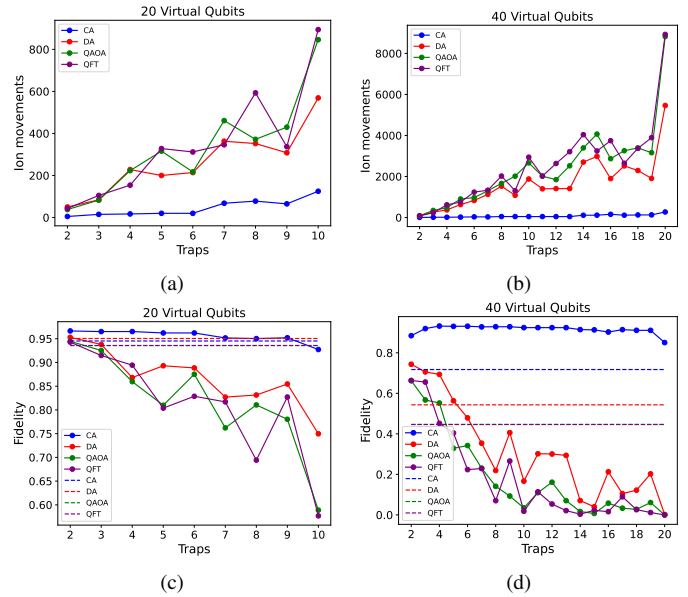 20 Virtual Qubits
Ion movements
800
600
400
200
0
CA
DA
QAOA
QFT
2 3 4 5 6 7 8 9 10
Traps
(a)
40 Virtual Qubits
Ion movements
8000
6000
4000
2000
0
CA
DA
QAOA
QFT
2 4 6 8 10 12 14 16 18 20
Traps
(b)
20 Virtual Qubits
Fidelity
0.95
0.90
0.85
0.80
0.75
0.70
0.65
0.60
CA
DA
QAOA
QFT
CA
DA
QAOA
QFT
2 3 4 5 6 7 8 9 10
Traps
(c)
40 Virtual Qubits
Fidelity
0.8
0.6
0.4
0.2
0.0
CA
DA
QAOA
QFT
CA
DA
QAOA
QFT
2 4 6 8 10 12 14 16 18 20
Traps
(d)